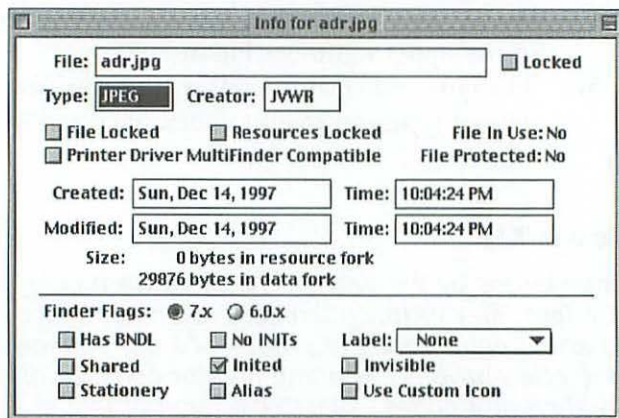 Info for adr.jpg
File: adr.jpg Locked
Type: JPEG Creator: JVWR
File Locked Resources Locked File In Use: No
Printer Driver MultiFinder Compatible File Protected: No
Created: Sun, Dec 14, 1997 Time: 10:04:24 PM
Modified: Sun, Dec 14, 1997 Time: 10:04:24 PM
Size: 0 bytes in resource fork
29876 bytes in data fork
Finder Flags: 7.x 6.0.x
Has BNDL No INITs Label: None
Shared Inited Invisible
Stationery Alias Use Custom Icon